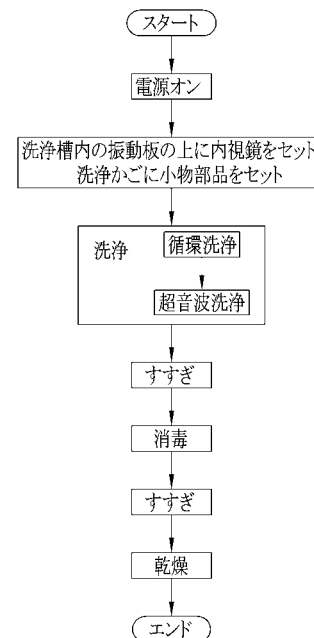 スタート
電源オン
洗浄槽内の振動板の上に内視鏡をセット
洗浄かごに小物部品をセット
洗浄
循環洗浄
超音波洗浄
すすぎ
消毒
すすぎ
乾燥
エンド